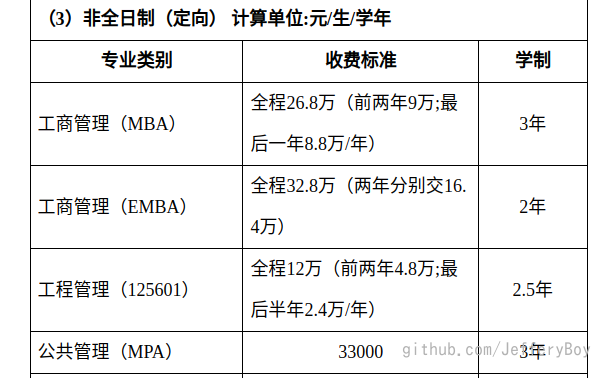 （3）非全日制（定向） 计算单位:元/生/学年
专业类别 收费标准 学制
工商管理（MBA） 全程26.8万（前两年9万;最
后一年8.8万/年） 3年
工商管理（EMBA） 全程32.8万（两年分别交16.
4万） 2年
工程管理（125601） 全程12万（前两年4.8万;最
后半年2.4万/年） 2.5年
公共管理（MPA） 33000 3年
github.com/JefferyBoy